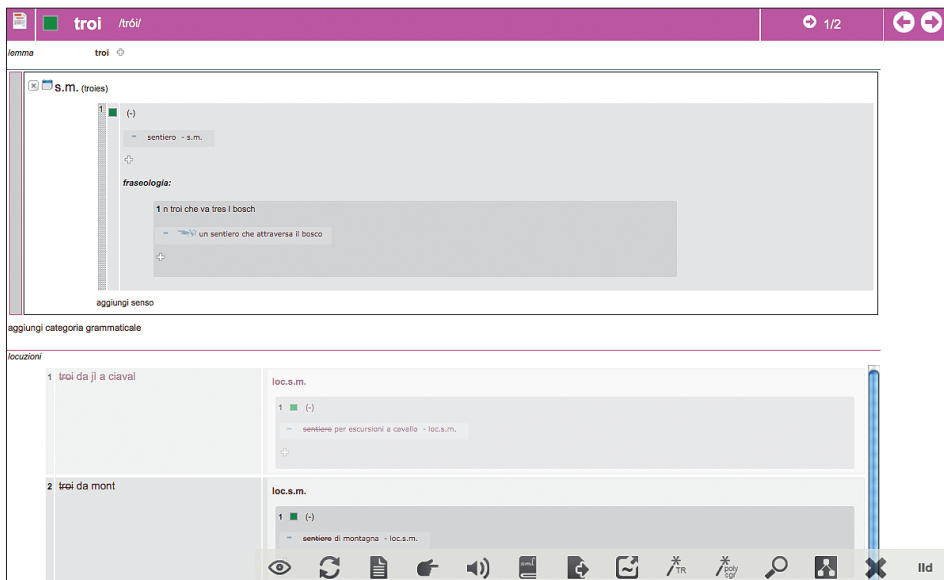 troi /trói/ 1/2
lemma troi
s.m. (troies)
1 (-)
– sentiero - s.m.
fraseologia:
1 n troi che va tres l bosch
– un sentiero che attraversa il bosco
aggiungi senso
aggiungi categoria grammaticale
locuzioni
1 troi da jì a ciaval
loc.s.m.
1 (-)
– sentiero per escursioni a cavallo - loc.s.m.
2 troi da mont
loc.s.m.
1 (-)
– sentiero di montagna - loc.s.m.
xml TR poly cgr lld